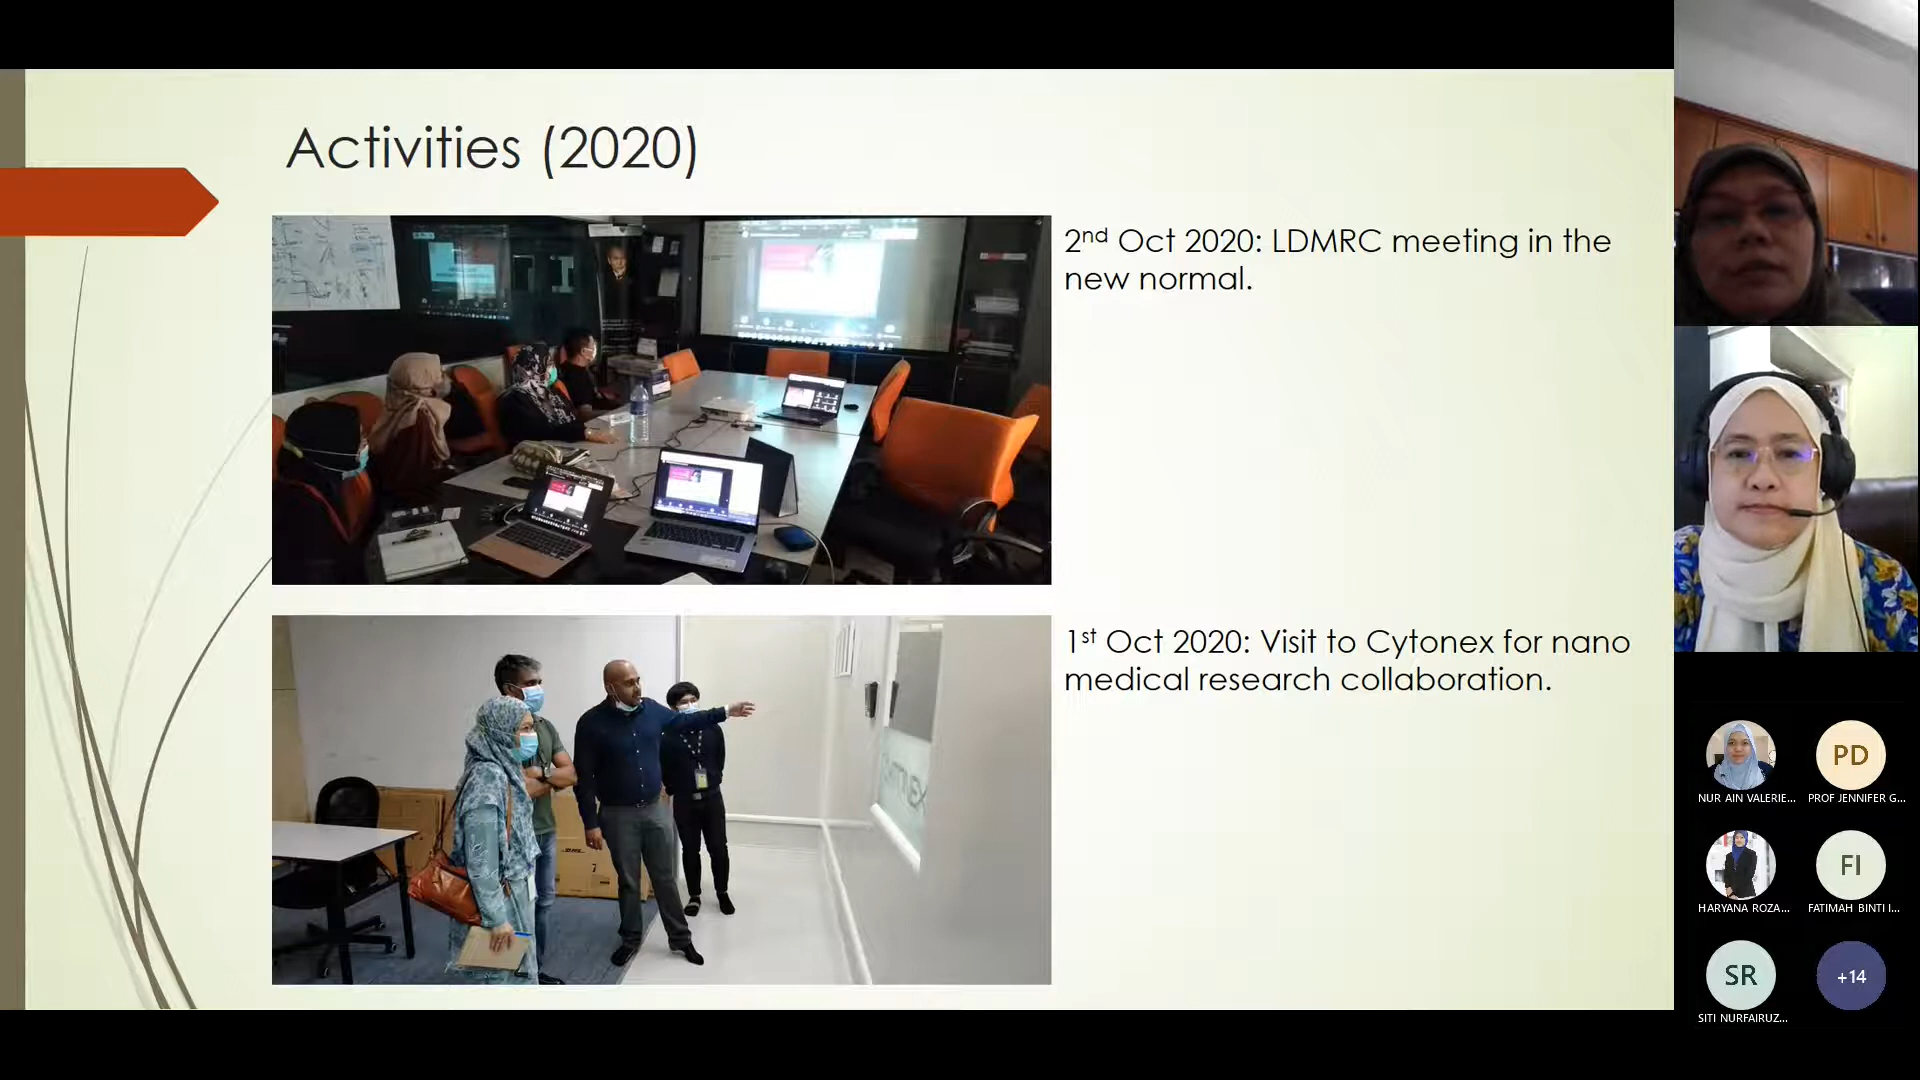 Activities (2020)
2nd Oct 2020: LDMRC meeting in the
new normal.
1st Oct 2020: Visit to Cytonex for nano
medical research collaboration.
NUR AIN VALERIE...
PD
PROF JENNIFER G...
HARYANA ROZA...
FI
FATIMAH BINTI I...
SR
SITI NURFAIRUZ...
+14